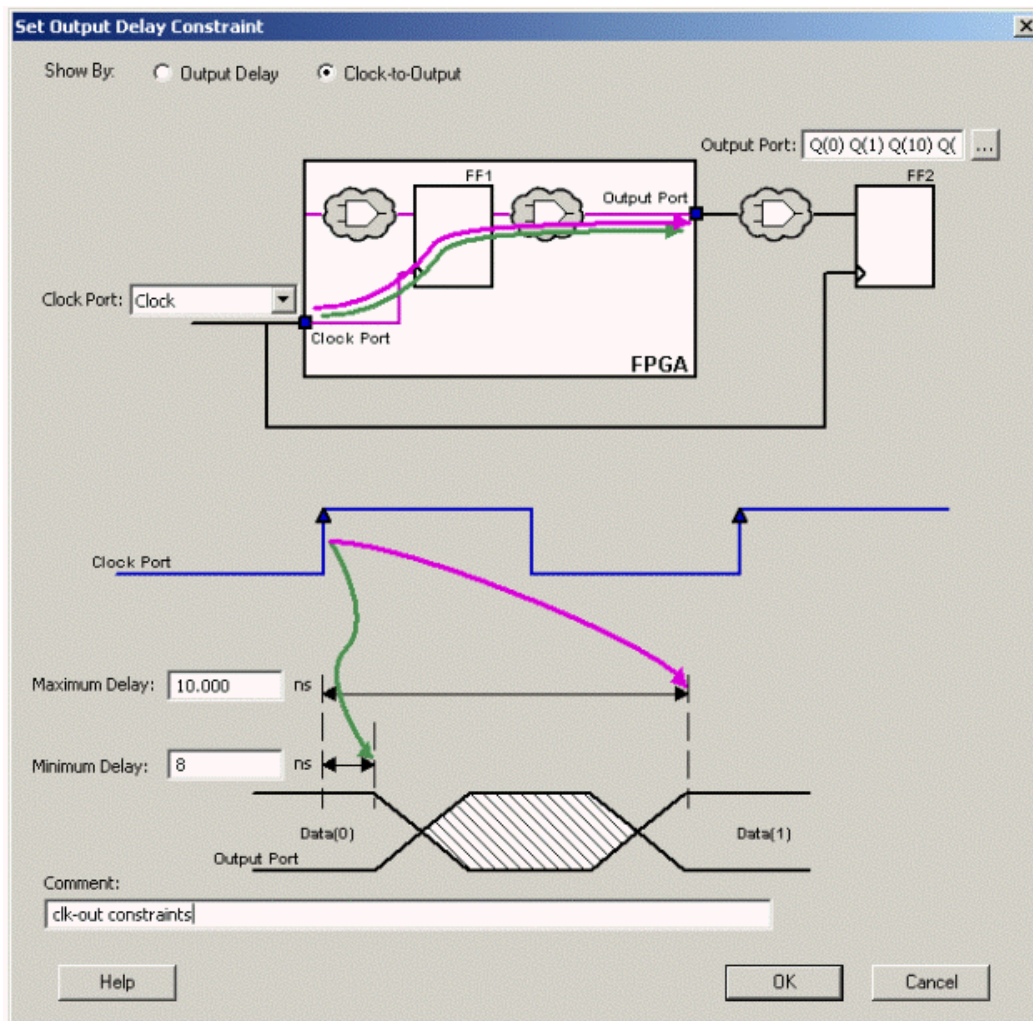 Set Output Delay Constraint
Show By: Output Delay Clock-to-Output
Output Port: Q(0) Q(1) Q(10) Q( ...
FF1
FF2
Output Port
Clock Port: Clock
Clock Port
FPGA
Clock Port
Maximum Delay: 10.000 ns
Minimum Delay: 8 ns
Data(0)
Data(1)
Output Port
Comment:
clk-out constraints
Help
OK
Cancel